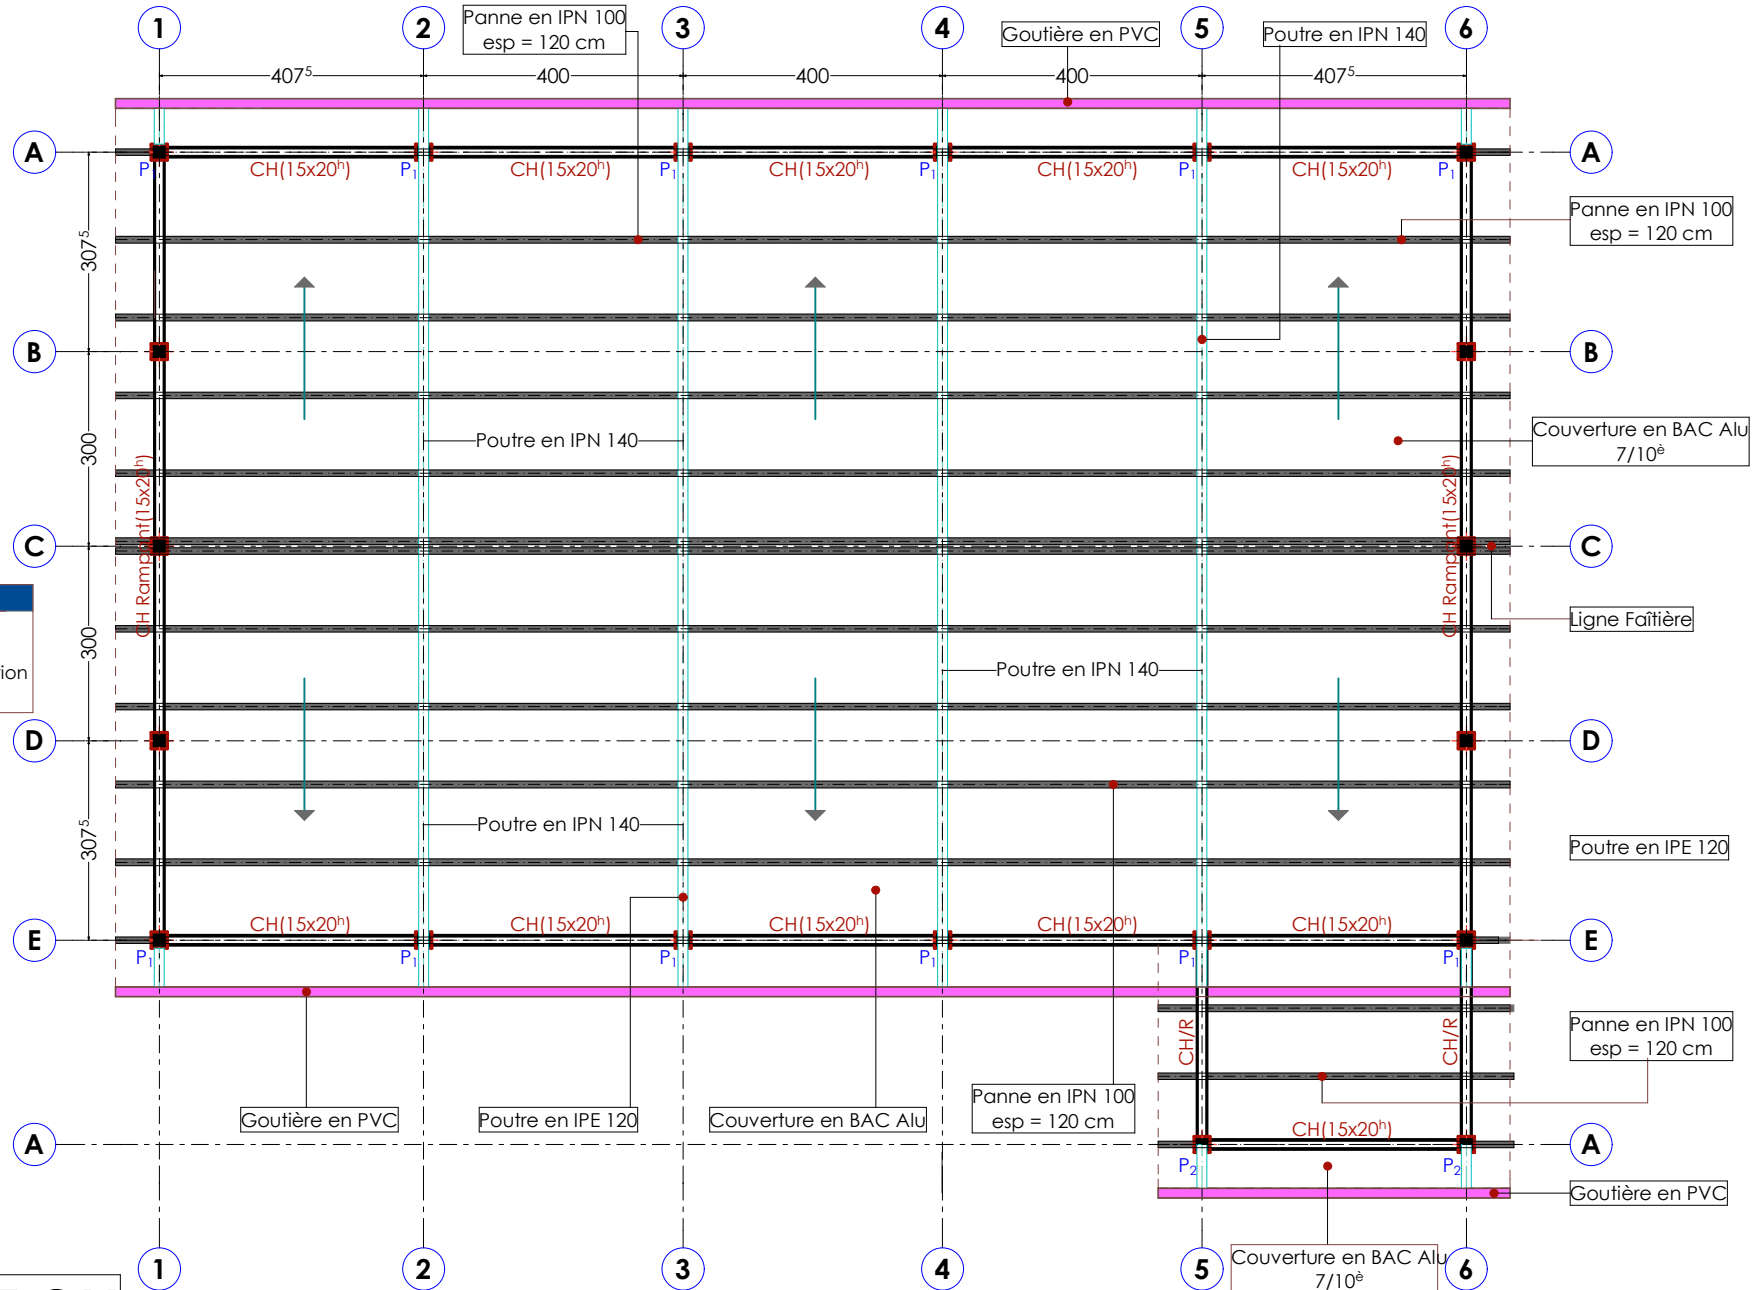 1
2
3
4
5
6
Panne en IPN 100
esp = 120 cm
Goutière en PVC
Poutre en IPN 140
407⁵
400
400
400
407⁵
A
A
P₁
CH(15x20ʰ)
P₁
CH(15x20ʰ)
P₁
CH(15x20ʰ)
P₁
CH(15x20ʰ)
P₁
CH(15x20ʰ)
P₁
Panne en IPN 100
esp = 120 cm
307⁵
B
B
Couverture en BAC Alu
7/10è
Poutre en IPN 140
300
CH Rampant(15x20ʰ)
CH Rampant(15x20ʰ)
C
C
Ligne Faîtière
300
tion
Poutre en IPN 140
D
D
307⁵
Poutre en IPN 140
Poutre en IPE 120
CH(15x20ʰ)
CH(15x20ʰ)
CH(15x20ʰ)
CH(15x20ʰ)
CH(15x20ʰ)
E
E
P₁
P₁
P₁
P₁
P₁
P₁
CH/R
CH/R
Panne en IPN 100
esp = 120 cm
Goutière en PVC
Poutre en IPE 120
Couverture en BAC Alu
Panne en IPN 100
esp = 120 cm
CH(15x20ʰ)
A
A
P₂
P₂
Goutière en PVC
Couverture en BAC Alu
7/10è
1
2
3
4
5
6